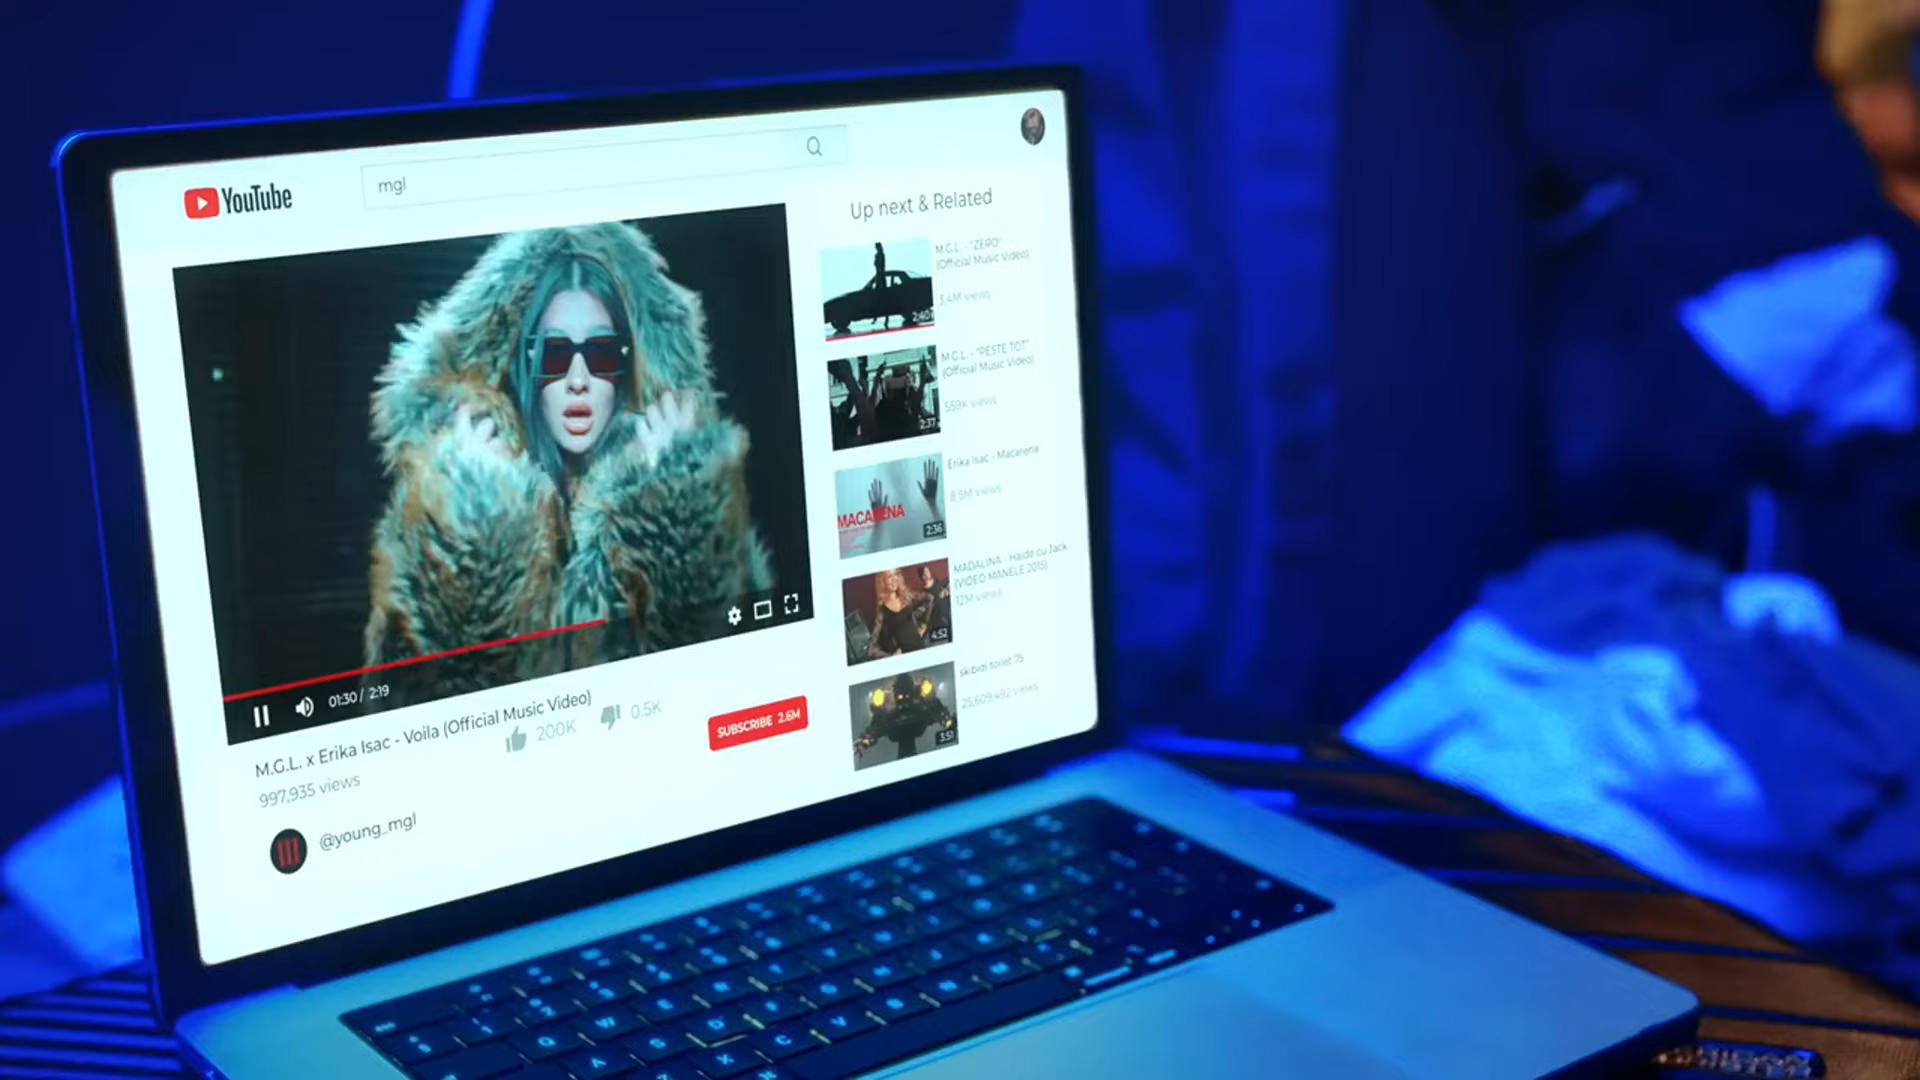 YouTube
mgl
Up next & Related
M.G.L. - "ZERO"
(Official Music Video)
3,4M views
2:40
M.G.L. - "PESTE TOT"
(Official Music Video)
559K views
2:37
Erika Isac - Macarena
8.5M views
MACARENA
2:36
MADALINA - Haide cu Jack
(VIDEO MANELE 2015)
12M views
4:52
skibidi toilet 75
25,609,492 views
3:51
01:30 / 2:19
M.G.L. x Erika Isac - Voila (Official Music Video)
200K
0.5K
SUBSCRIBE 2.6M
997,935 views
@young_mgl